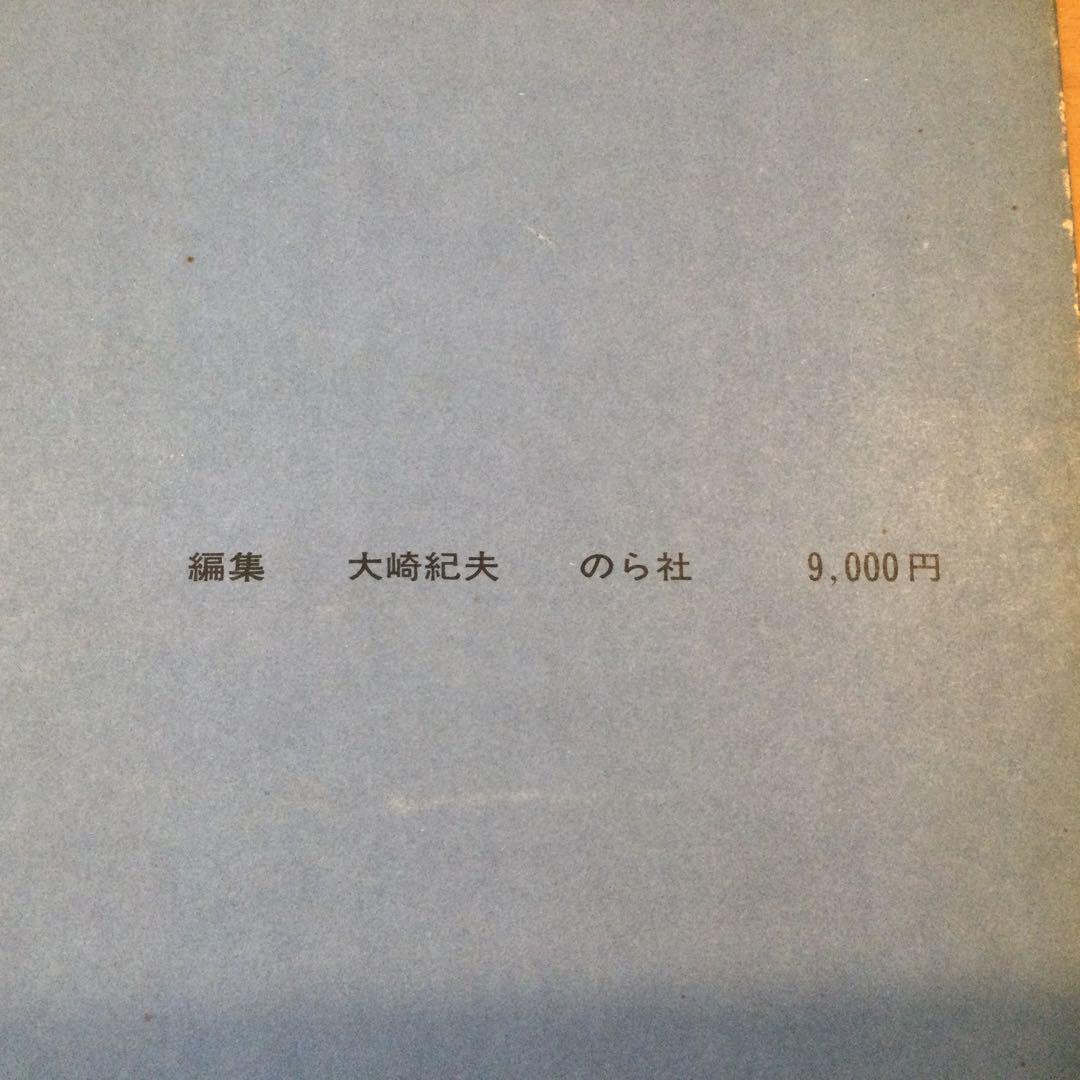 編集　大崎紀夫　のら社　9,000円